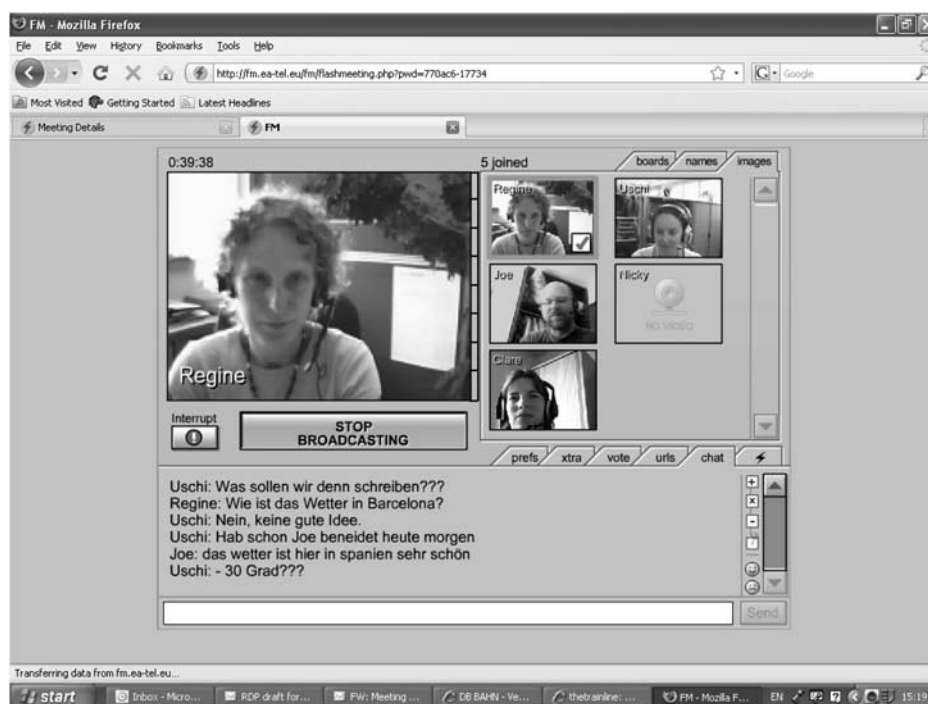 FM - Mozilla Firefox
File Edit View History Bookmarks Tools Help
http://fm.ea-tel.eu/fm/flashmeeting.php?pwd=770ac6-17734
G Google
Most Visited Getting Started Latest Headlines
Meeting Details FM
0:39:38 5 joined boards names images
Regine Uschi
Joe Nicky
NO VIDEO
Clare
Regine
Interrupt
STOP
BROADCASTING
prefs xtra vote urls chat
Uschi: Was sollen wir denn schreiben???
Regine: Wie ist das Wetter in Barcelona?
Uschi: Nein, keine gute Idee.
Uschi: Hab schon Joe beneidet heute morgen
Joe: das wetter ist hier in spanien sehr schön
Uschi: - 30 Grad???
Send
Transferring data from fm.ea-tel.eu...
start Inbox - Micro... RDP draft for... FW: Meeting ... DB BAHN - Ve... thetrainline: ... FM - Mozilla F... EN 15:19